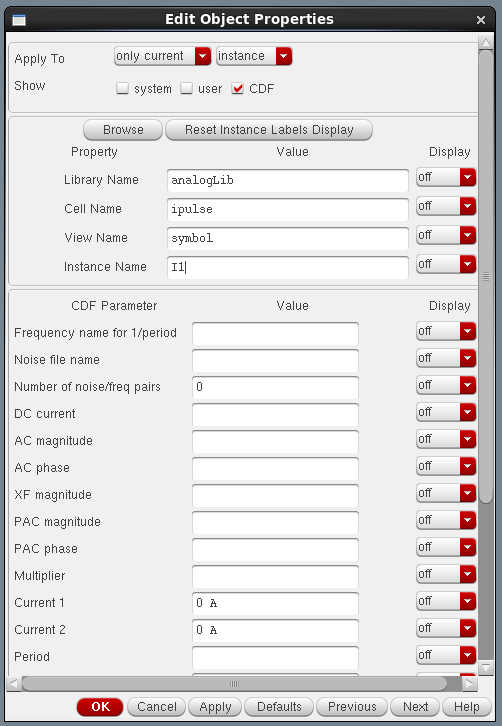 Edit Object Properties
Apply To only current instance
Show system user CDF
Browse Reset Instance Labels Display
Property Value Display
Library Name analogLib off
Cell Name ipulse off
View Name symbol off
Instance Name I1 off
CDF Parameter Value Display
Frequency name for 1/period off
Noise file name off
Number of noise/freq pairs 0 off
DC current off
AC magnitude off
AC phase off
XF magnitude off
PAC magnitude off
PAC phase off
Multiplier off
Current 1 0 A off
Current 2 0 A off
Period off
OK Cancel Apply Defaults Previous Next Help